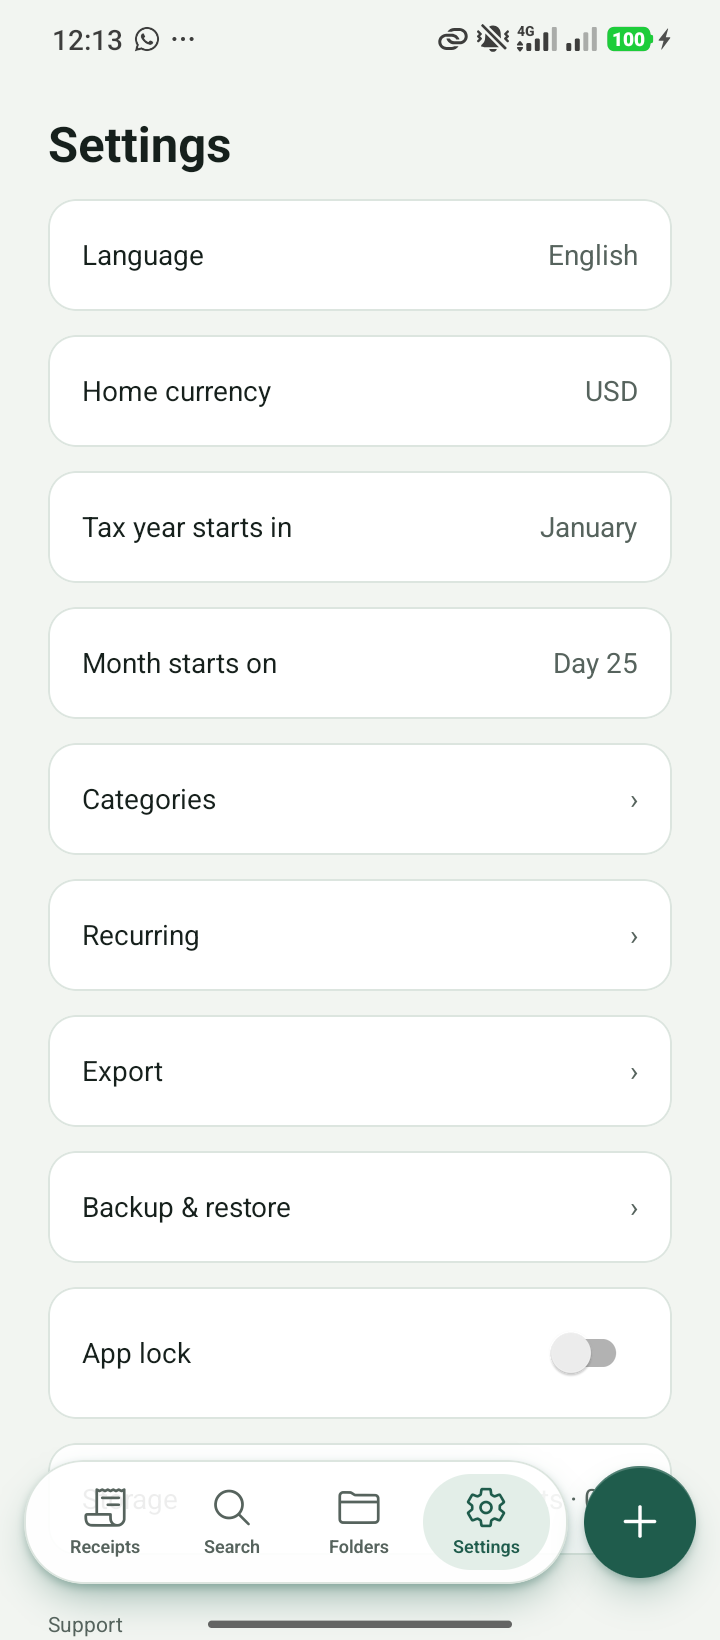 12:13
4G
100
Settings
Language English
Home currency USD
Tax year starts in January
Month starts on Day 25
Categories ›
Recurring ›
Export ›
Backup & restore ›
App lock
Storage
Receipts Search Folders Settings
Support